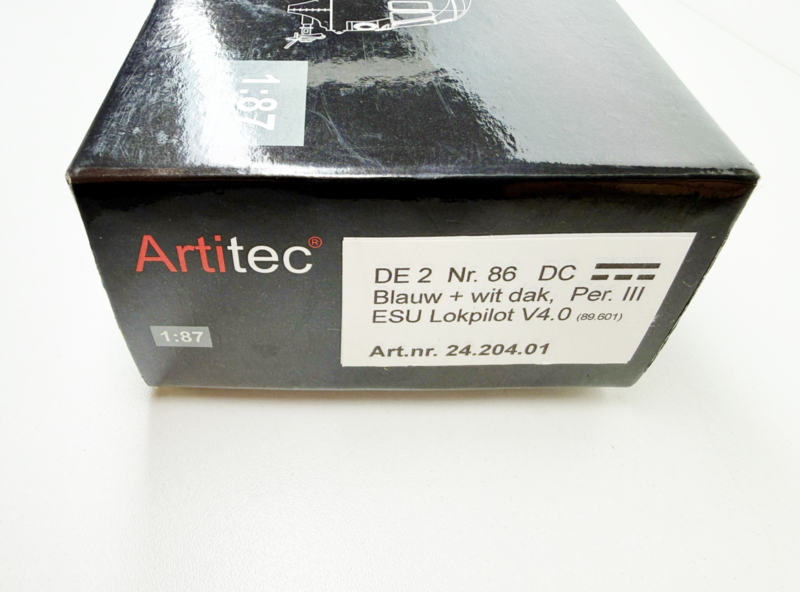 1:87
Artitec®
DE 2 Nr. 86 DC
Blauw + wit dak, Per. III
ESU Lokpilot V4.0 (89.601)
Art.nr. 24.204.01
1:87